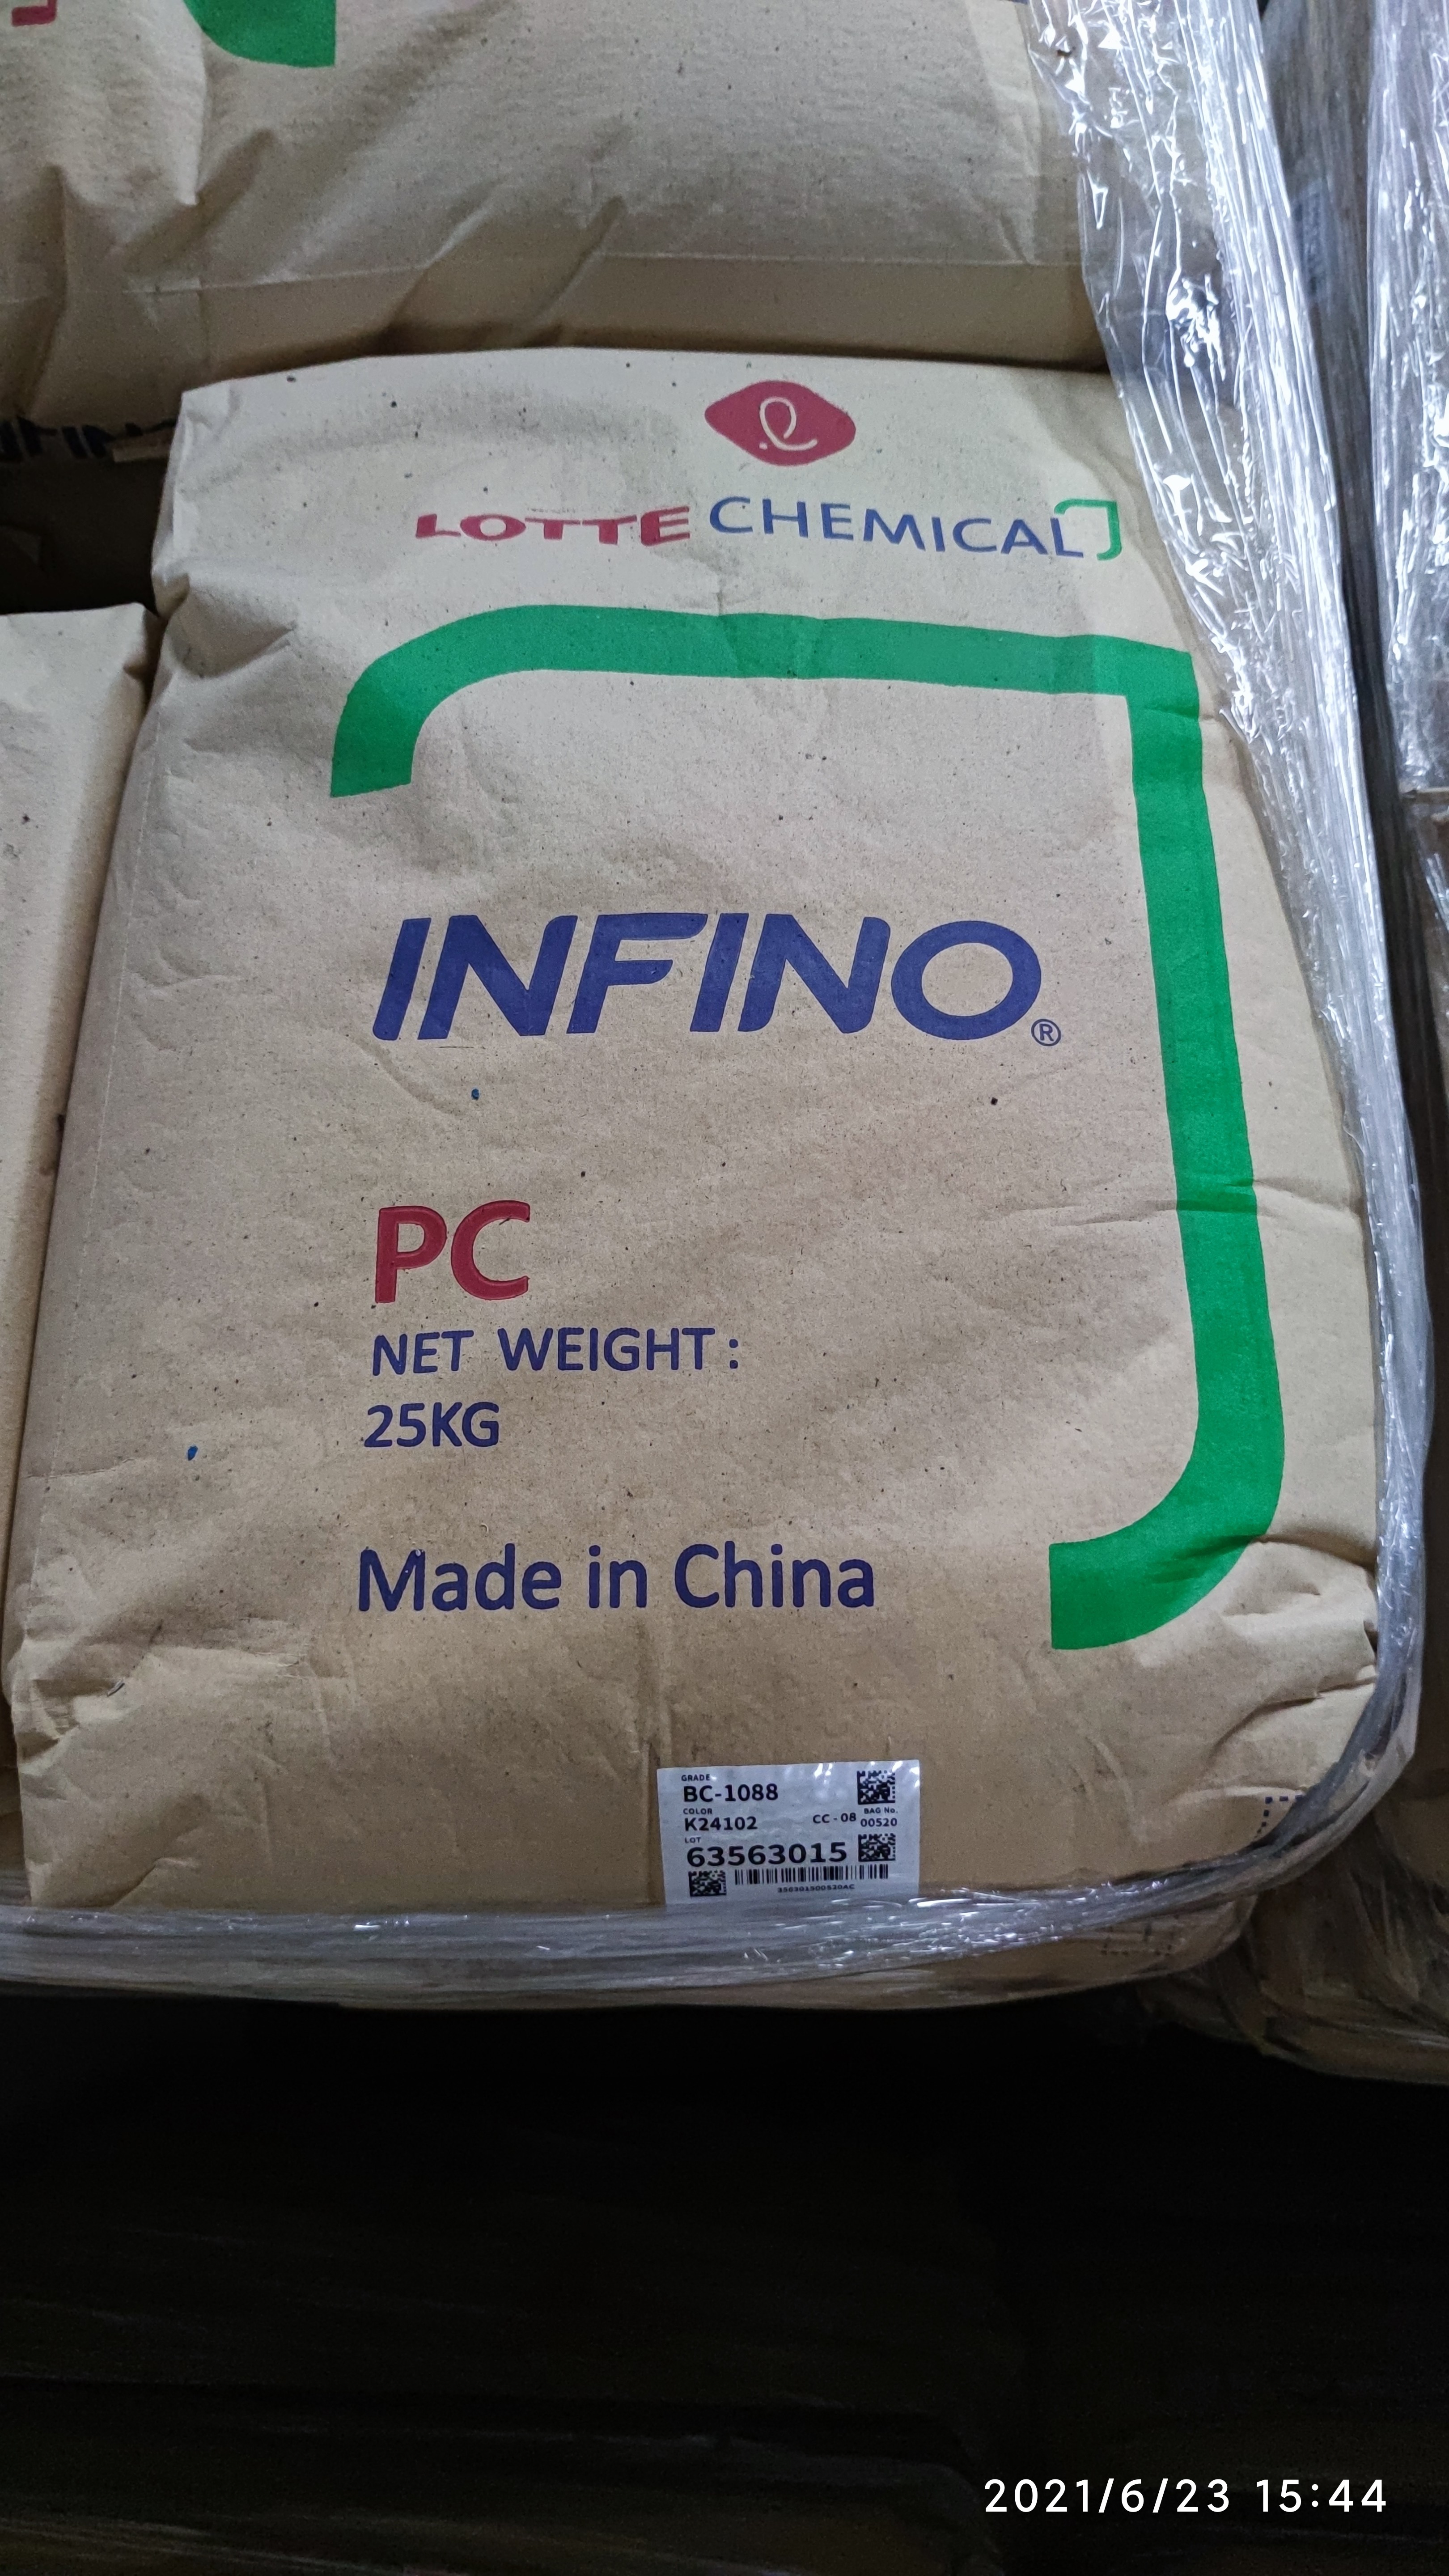 LOTTE CHEMICAL
INFINO®
PC
NET WEIGHT :
25KG
Made in China
GRADE
BC-1088
COLOR
K24102 CC-08 BAG No. 00520
LOT
63563015
2021/6/23 15:44